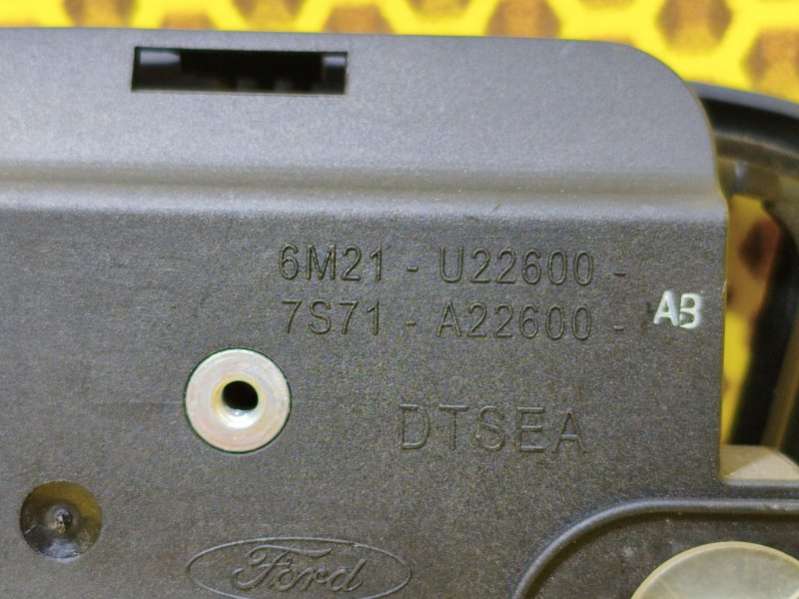 6M21 - U22600 -
7S71 - A22600 - AB
DTSEA
Ford